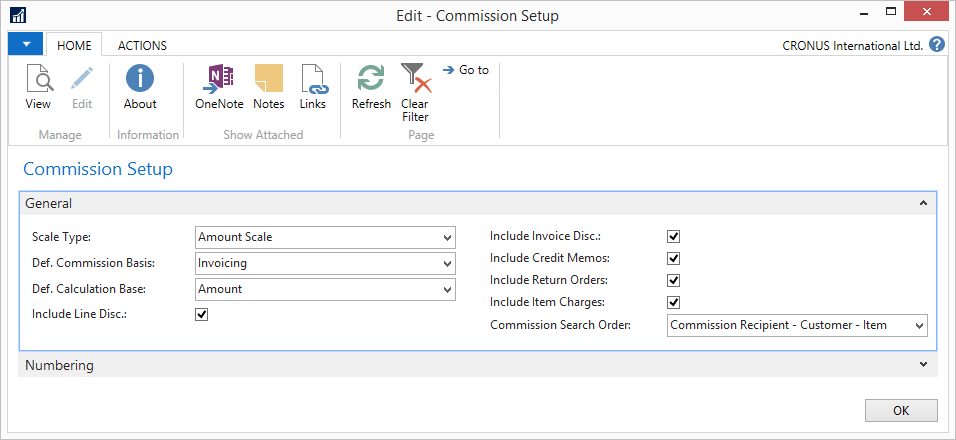 Edit - Commission Setup
HOME ACTIONS CRONUS International Ltd. ?
View Edit About OneNote Notes Links Refresh Clear Filter Go to
Manage Information Show Attached Page
Commission Setup
General
Scale Type: Amount Scale
Def. Commission Basis: Invoicing
Def. Calculation Base: Amount
Include Line Disc.:
Include Invoice Disc.:
Include Credit Memos:
Include Return Orders:
Include Item Charges:
Commission Search Order: Commission Recipient - Customer - Item
Numbering
OK